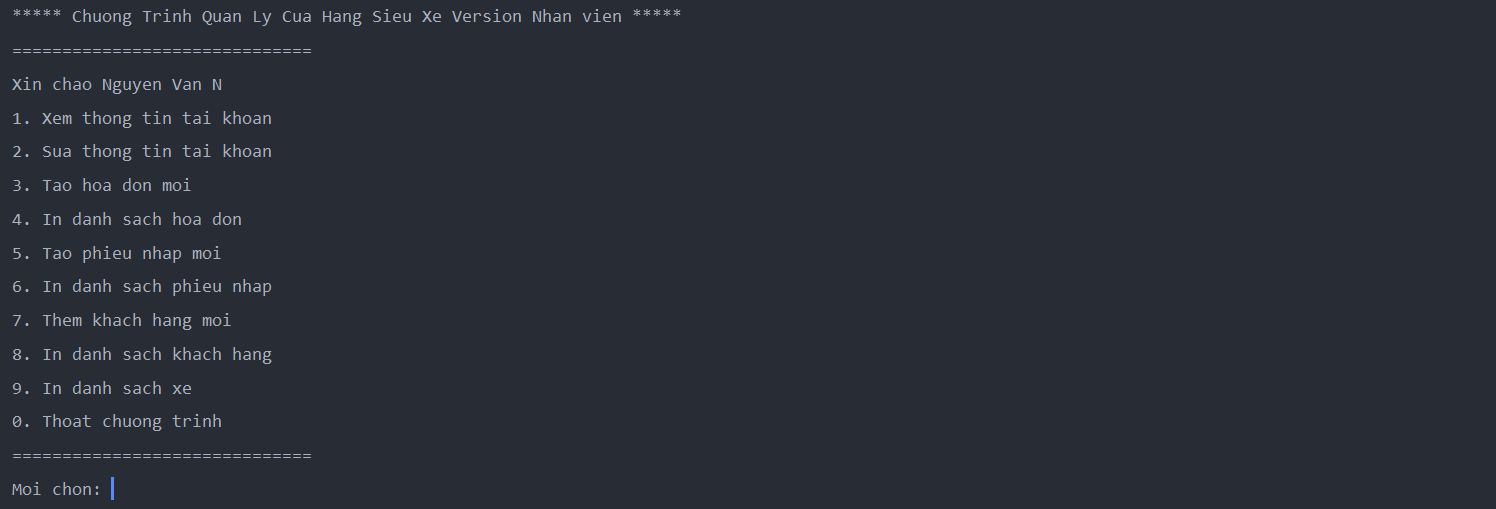 ***** Chuong Trinh Quan Ly Cua Hang Sieu Xe Version Nhan vien *****
==============================
Xin chao Nguyen Van N
1. Xem thong tin tai khoan
2. Sua thong tin tai khoan
3. Tao hoa don moi
4. In danh sach hoa don
5. Tao phieu nhap moi
6. In danh sach phieu nhap
7. Them khach hang moi
8. In danh sach khach hang
9. In danh sach xe
0. Thoat chuong trinh
==============================
Moi chon: